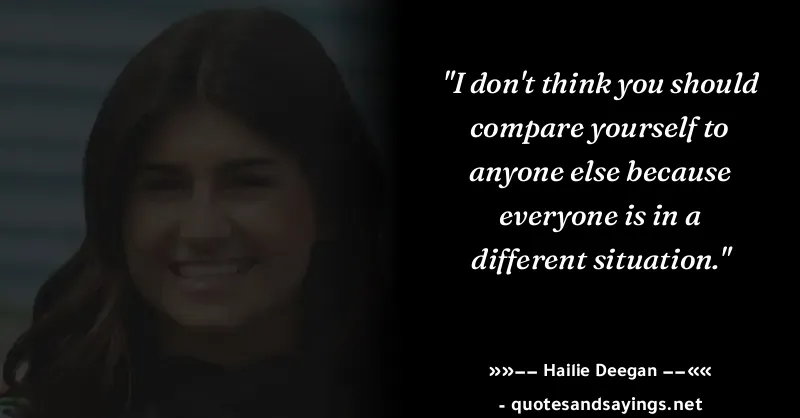 "I don't think you should
compare yourself to
anyone else because
everyone is in a
different situation."
»»−− Hailie Deegan −−««
- quotesandsayings.net